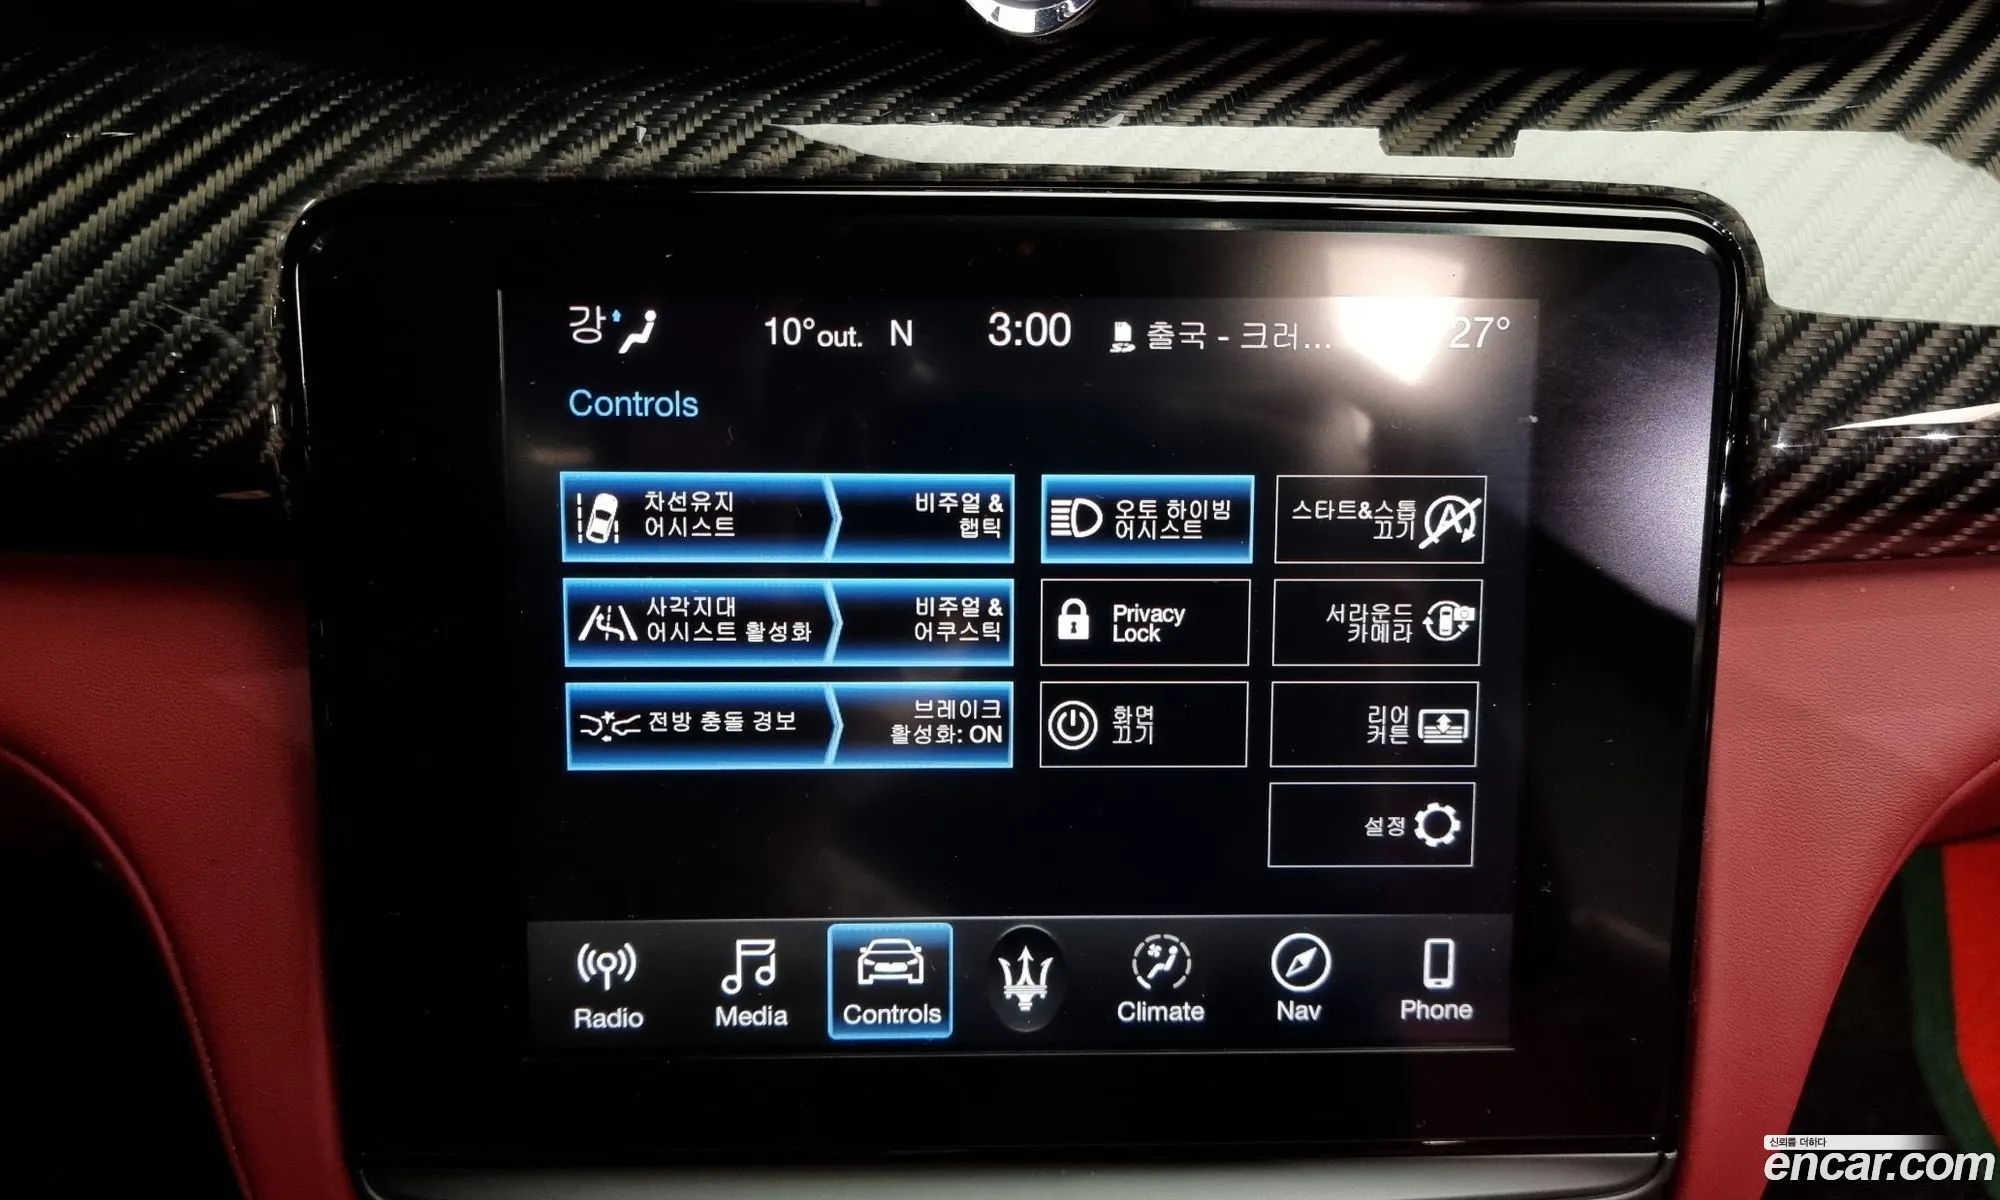 강
10° out. N
3:00
출국 - 크러...
27°
Controls
차선유지
어시스트
비주얼 &
햅틱
오토 하이빔
어시스트
스타트&스톱
끄기
사각지대
어시스트 활성화
비주얼 &
어쿠스틱
Privacy
Lock
서라운드
카메라
전방 충돌 경보
브레이크
활성화: ON
화면
끄기
리어
커튼
설정
Radio
Media
Controls
Climate
Nav
Phone
신뢰를 더하다
encar.com